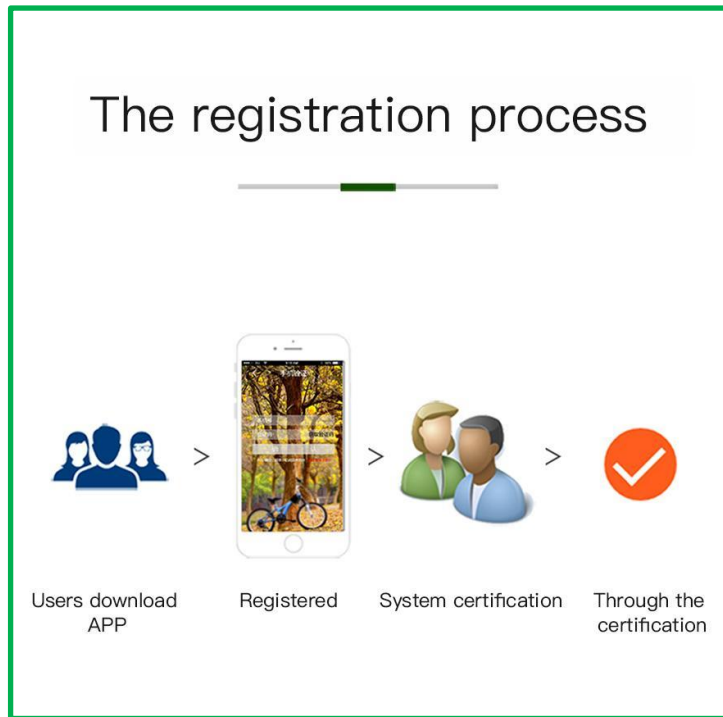 The registration process
Users download
APP
Registered
System certification
Through the
certification